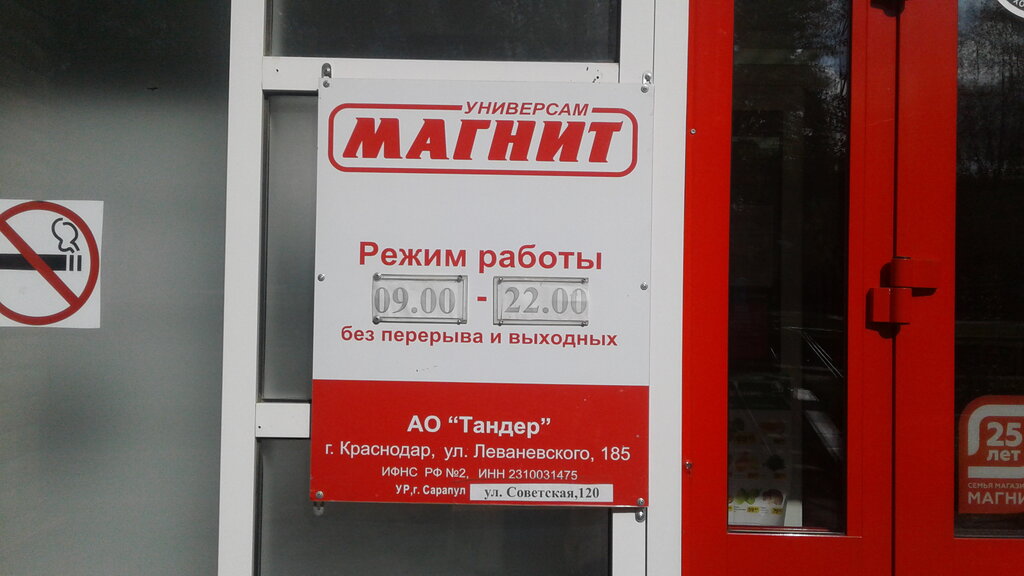 УНИВЕРСАМ
МАГНИТ
Режим работы
09.00 - 22.00
без перерыва и выходных
АО "Тандер"
г. Краснодар, ул. Леваневского, 185
ИФНС РФ №2, ИНН 2310031475
УР,г. Сарапул ул. Советская,120
25
лет
СЕМЬЯ